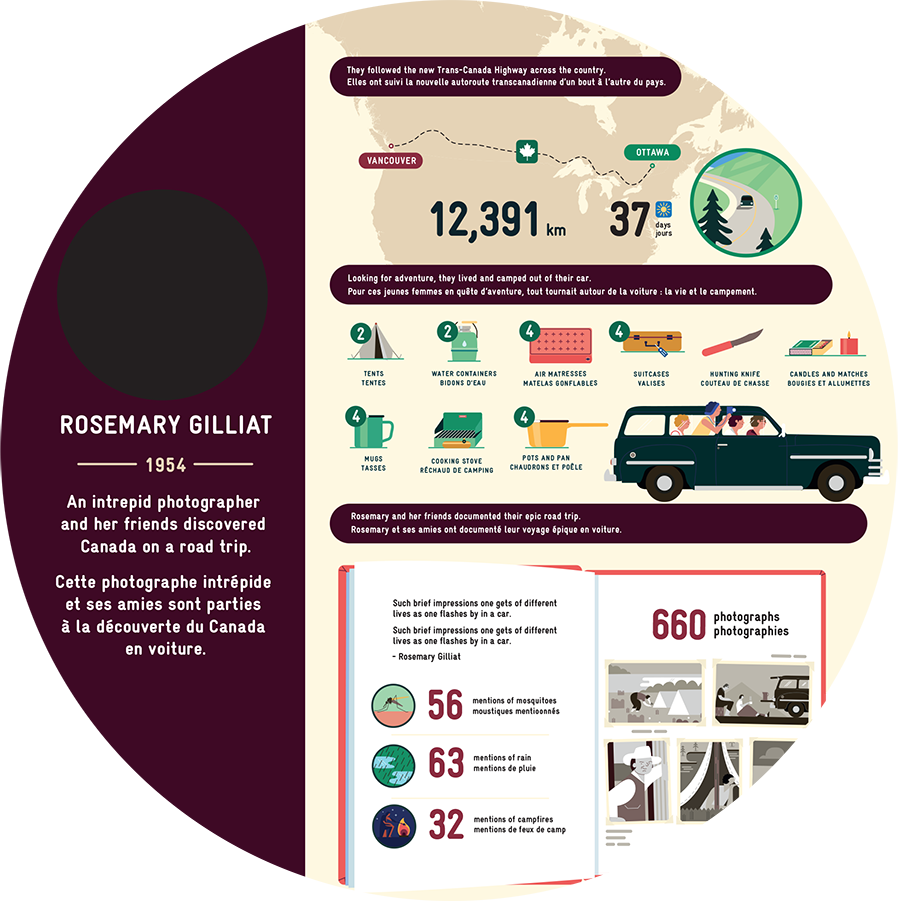 ROSEMARY GILLIAT
1954
An intrepid photographer
and her friends discovered
Canada on a road trip.
Cette photographe intrépide
et ses amies sont parties
à la découverte du Canada
en voiture.
They followed the new Trans-Canada Highway across the country.
Elles ont suivi la nouvelle autoroute transcanadienne d'un bout à l'autre du pays.
VANCOUVER
OTTAWA
12,391 km
37 days
jours
Looking for adventure, they lived and camped out of their car.
Pour ces jeunes femmes en quête d'aventure, tout tournait autour de la voiture : la vie et le campement.
2
TENTS
TENTES
2
WATER CONTAINERS
BIDONS D'EAU
4
AIR MATRESSES
MATELAS GONFLABLES
4
SUITCASES
VALISES
HUNTING KNIFE
COUTEAU DE CHASSE
CANDLES AND MATCHES
BOUGIES ET ALLUMETTES
4
MUGS
TASSES
COOKING STOVE
RÉCHAUD DE CAMPING
4
POTS AND PAN
CHAUDRONS ET POÊLE
Rosemary and her friends documented their epic road trip.
Rosemary et ses amies ont documenté leur voyage épique en voiture.
Such brief impressions one gets of different
lives as one flashes by in a car.
Such brief impressions one gets of different
lives as one flashes by in a car.
- Rosemary Gilliat
56 mentions of mosquitoes
moustiques mentionnés
63 mentions of rain
mentions de pluie
32 mentions of campfires
mentions de feux de camp
660 photographs
photographies